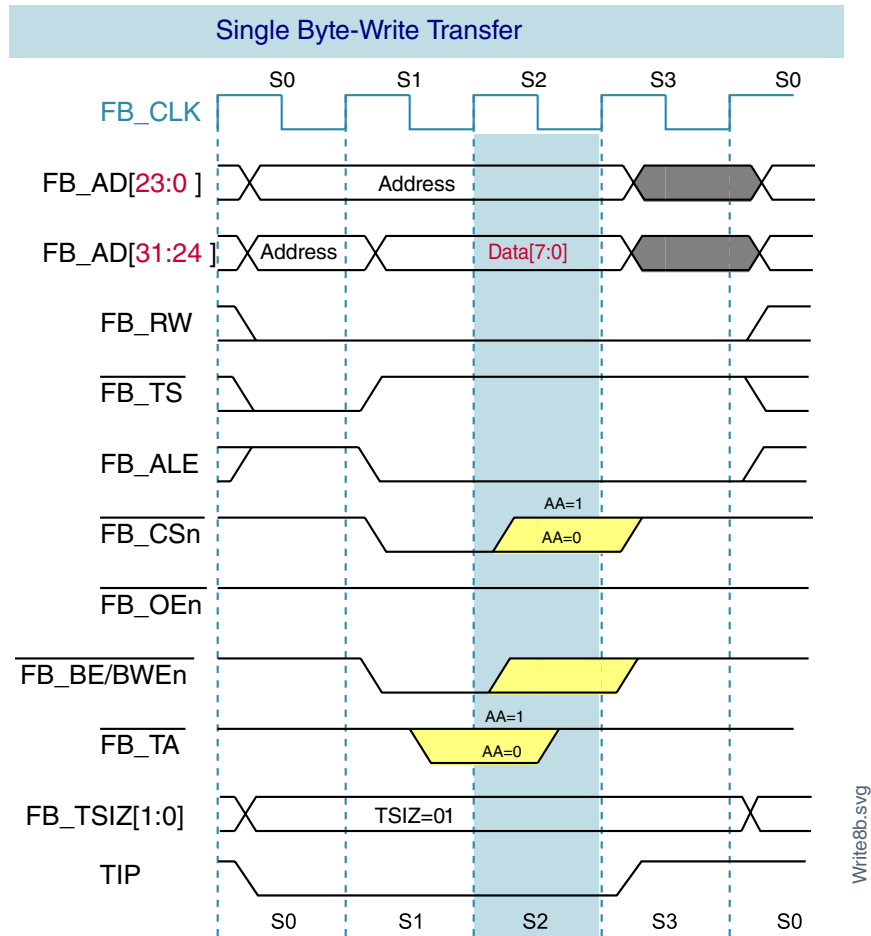 Single Byte-Write Transfer
S0 S1 S2 S3 S0
FB_CLK
FB_AD[23:0 ] Address
FB_AD[31:24 ] Address Data[7:0]
FB_RW
FB_TS
FB_ALE
AA=1
FB_CSn AA=0
FB_OEn
FB_BE/BWEn
AA=1
FB_TA AA=0
FB_TSIZ[1:0] TSIZ=01
TIP
S0 S1 S2 S3 S0
Write8b.svg